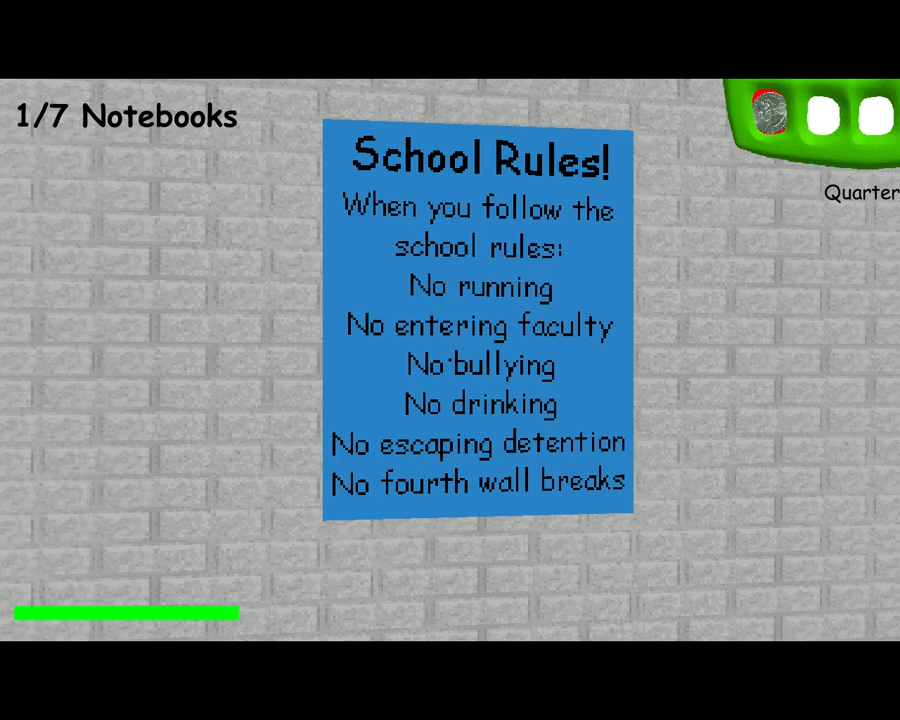 1/7 Notebooks
School Rules!
When you follow the
school rules:
No running
No entering faculty
No bullying
No drinking
No escaping detention
No fourth wall breaks
Quarter